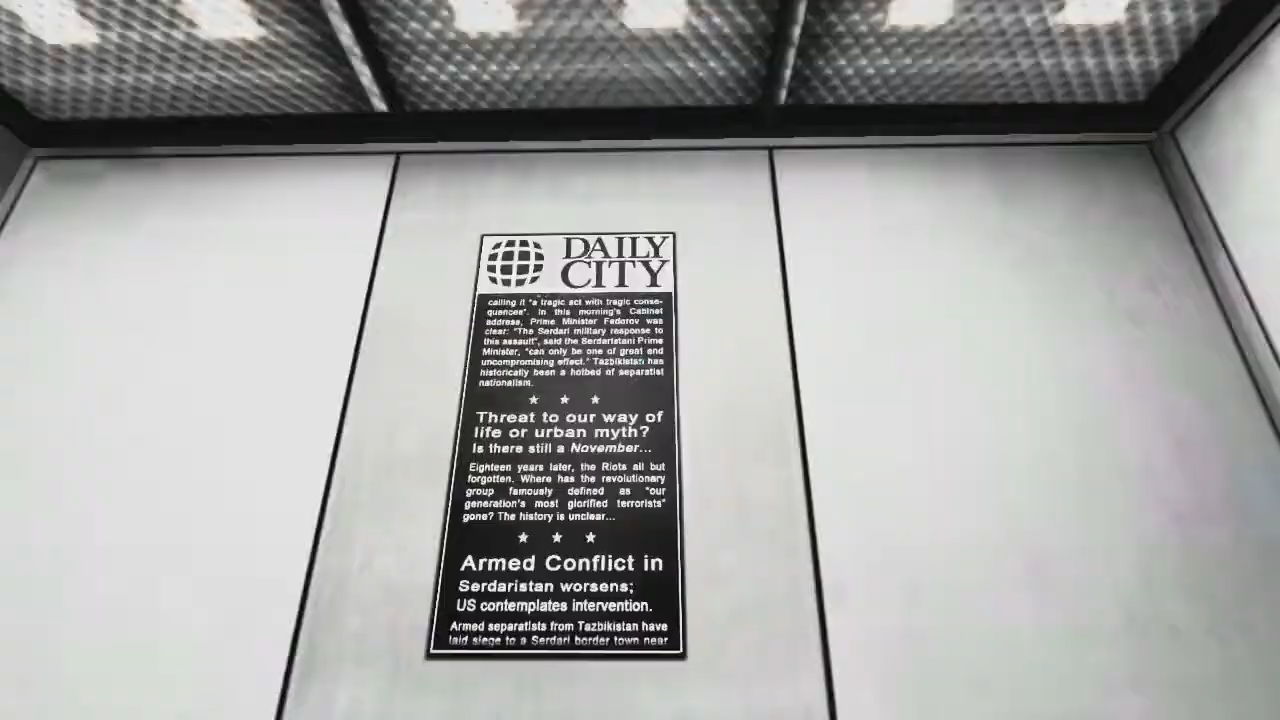 DAILY
CITY
calling it "a tragic act with tragic conse-
quences". In this morning's Cabinet
address, Prime Minister Fedorov was
clear: "The Serdari military response to
this assault", said the Serdaristani Prime
Minister, "can only be one of great and
uncompromising effect." Tazbikistan has
historically been a hotbed of separatist
nationalism.
Threat to our way of
life or urban myth?
Is there still a November...
Eighteen years later, the Riots all but
forgotten. Where has the revolutionary
group famously defined as "our
generation's most glorified terrorists"
gone? The history is unclear...
Armed Conflict in
Serdaristan worsens;
US contemplates intervention.
Armed separatists from Tazbikistan have
laid siege to a Serdari border town near